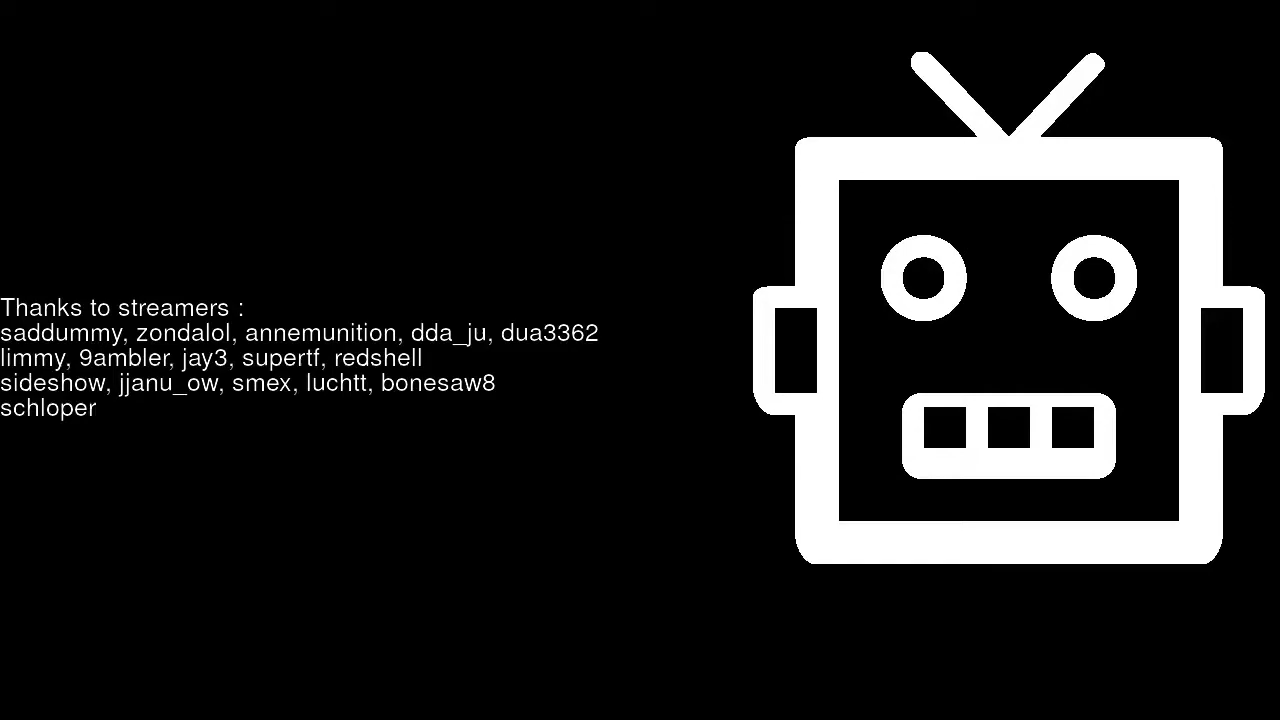 Thanks to streamers :
saddummy, zondalol, annemunition, dda_ju, dua3362
limmy, 9ambler, jay3, supertf, redshell
sideshow, jjanu_ow, smex, luchtt, bonesaw8
schloper